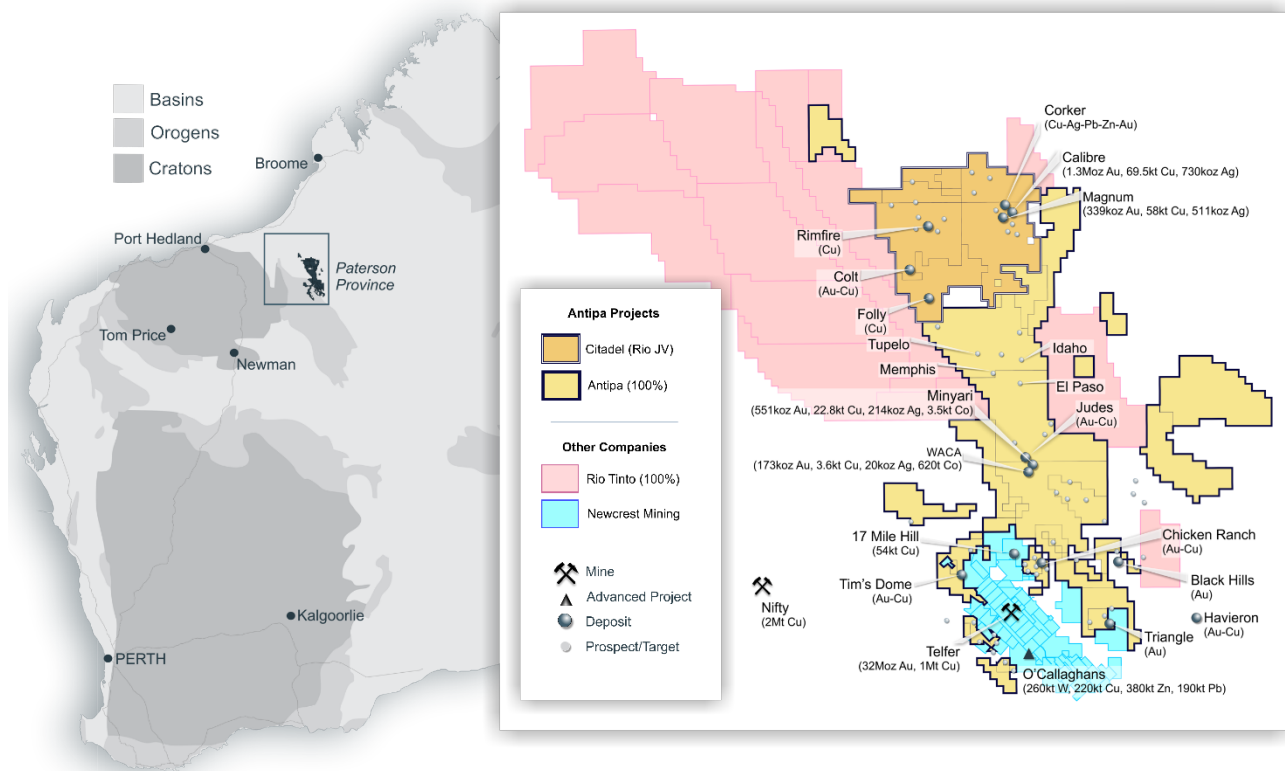 Basins
Orogens
Cratons
Broome
Port Hedland
Paterson
Province
Tom Price
Newman
Kalgoorlie
PERTH
Antipa Projects
Citadel (Rio JV)
Antipa (100%)
Other Companies
Rio Tinto (100%)
Newcrest Mining
Mine
Advanced Project
Deposit
Prospect/Target
Corker
(Cu-Ag-Pb-Zn-Au)
Calibre
(1.3Moz Au, 69.5kt Cu, 730koz Ag)
Magnum
(339koz Au, 58kt Cu, 511koz Ag)
Rimfire
(Cu)
Colt
(Au-Cu)
Folly
(Cu)
Tupelo
Idaho
Memphis
El Paso
Minyari
(551koz Au, 22.8kt Cu, 214koz Ag, 3.5kt Co)
Judes
(Au-Cu)
WACA
(173koz Au, 3.6kt Cu, 20koz Ag, 620t Co)
17 Mile Hill
(54kt Cu)
Chicken Ranch
(Au-Cu)
Tim's Dome
(Au-Cu)
Black Hills
(Au)
Nifty
(2Mt Cu)
Havieron
(Au-Cu)
Triangle
(Au)
Telfer
(32Moz Au, 1Mt Cu)
O'Callaghans
(260kt W, 220kt Cu, 380kt Zn, 190kt Pb)